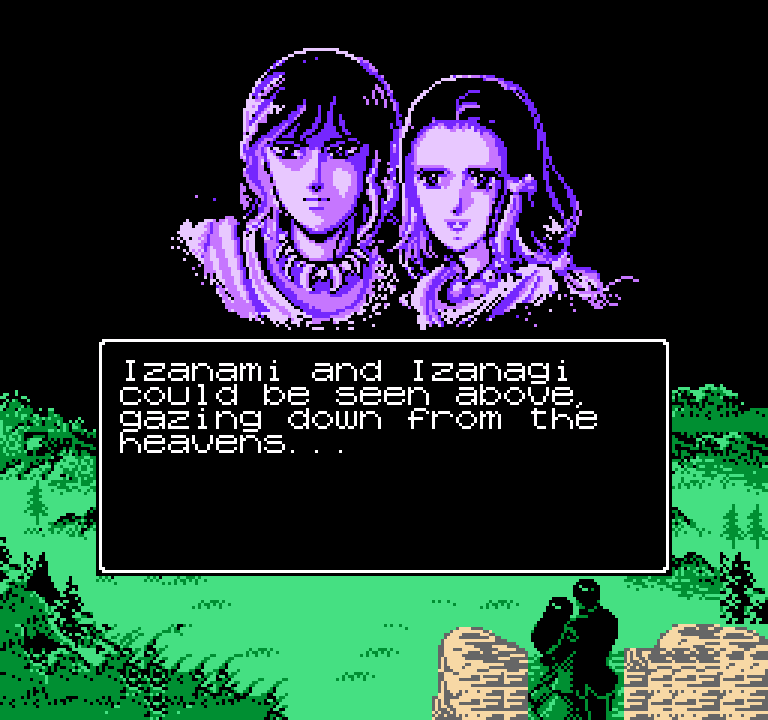 Izanami and Izanagi
could be seen above,
gazing down from the
heavens...